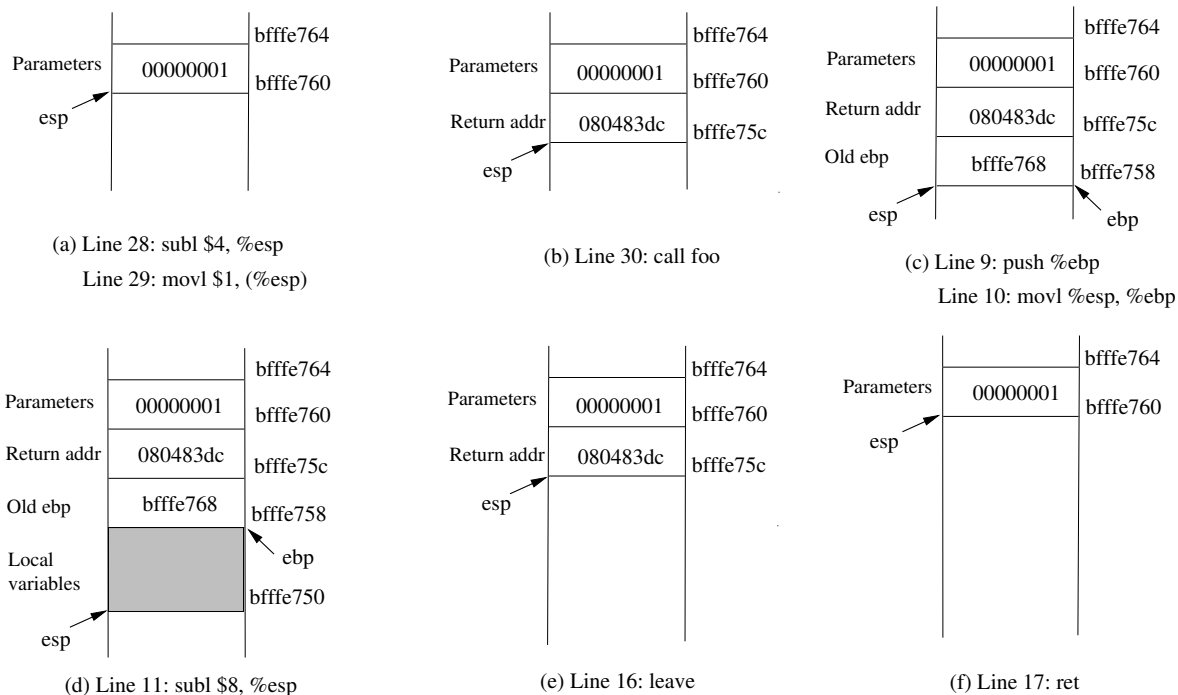 bfffe764
Parameters 00000001 bfffe760
esp
(a) Line 28: subl $4, %esp
Line 29: movl $1, (%esp)
bfffe764
Parameters 00000001 bfffe760
Return addr 080483dc bfffe75c
esp
(b) Line 30: call foo
bfffe764
Parameters 00000001 bfffe760
Return addr 080483dc bfffe75c
Old ebp bfffe768 bfffe758
esp ebp
(c) Line 9: push %ebp
Line 10: movl %esp, %ebp
bfffe764
Parameters 00000001 bfffe760
Return addr 080483dc bfffe75c
Old ebp bfffe768 bfffe758
ebp
Local
variables
bfffe750
esp
(d) Line 11: subl $8, %esp
bfffe764
Parameters 00000001 bfffe760
Return addr 080483dc bfffe75c
esp
(e) Line 16: leave
bfffe764
Parameters 00000001 bfffe760
esp
(f) Line 17: ret